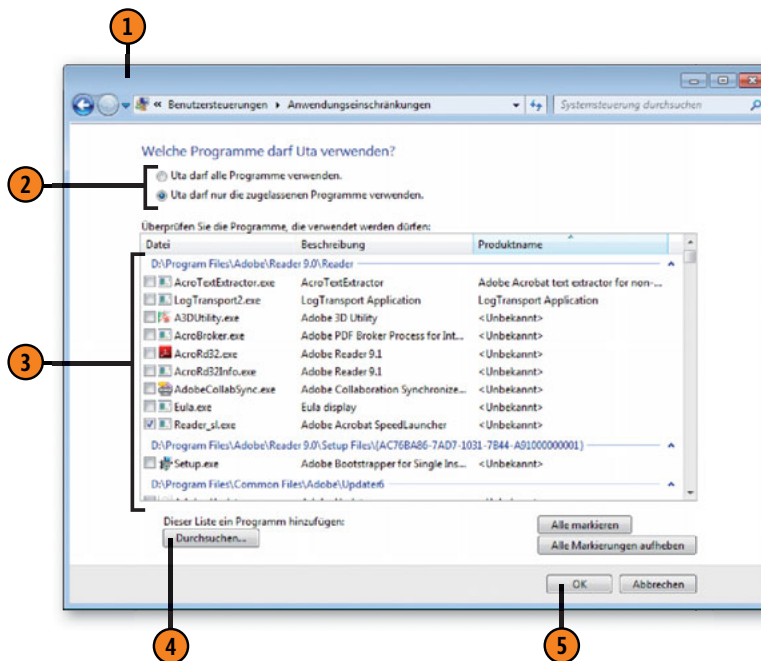 1
« Benutzersteuerungen ▸ Anwendungseinschränkungen
Systemsteuerung durchsuchen
Welche Programme darf Uta verwenden?
2
Uta darf alle Programme verwenden.
Uta darf nur die zugelassenen Programme verwenden.
Überprüfen Sie die Programme, die verwendet werden dürfen:
Datei Beschreibung Produktname
3
D:\Program Files\Adobe\Reader 9.0\Reader
AcroTextExtractor.exe AcroTextExtractor Adobe Acrobat text extractor for non-...
LogTransport2.exe LogTransport Application LogTransport Application
A3DUtility.exe Adobe 3D Utility <Unbekannt>
AcroBroker.exe Adobe PDF Broker Process for Int... <Unbekannt>
AcroRd32.exe Adobe Reader 9.1 <Unbekannt>
AcroRd32Info.exe Adobe Reader 9.1 <Unbekannt>
AdobeCollabSync.exe Adobe Collaboration Synchronize... <Unbekannt>
Eula.exe Eula display <Unbekannt>
Reader_sl.exe Adobe Acrobat SpeedLauncher <Unbekannt>
D:\Program Files\Adobe\Reader 9.0\Setup Files\{AC76BA86-7AD7-1031-7B44-A91000000001}
Setup.exe Adobe Bootstrapper for Single Ins... <Unbekannt>
D:\Program Files\Common Files\Adobe\Updater6
Dieser Liste ein Programm hinzufügen:
Durchsuchen...
Alle markieren
Alle Markierungen aufheben
OK Abbrechen
4
5